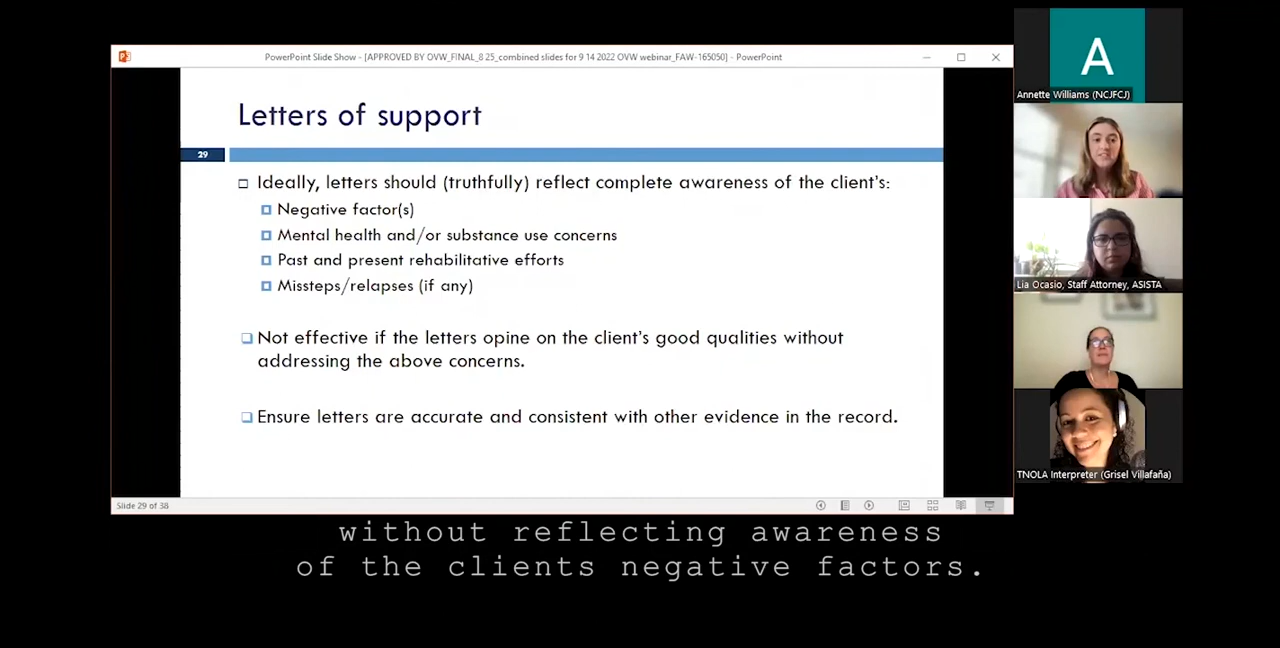 PowerPoint Slide Show - [APPROVED BY OVW_FINAL_8 25_combined slides for 9 14 2022 OVW webinar_FAW-165050] - PowerPoint
Letters of support
29
Ideally, letters should (truthfully) reflect complete awareness of the client's:
Negative factor(s)
Mental health and/or substance use concerns
Past and present rehabilitative efforts
Missteps/relapses (if any)
Not effective if the letters opine on the client's good qualities without
addressing the above concerns.
Ensure letters are accurate and consistent with other evidence in the record.
Slide 29 of 38
A
Annette Williams (NCJFCJ)
Lia Ocasio, Staff Attorney, ASISTA
TNOLA Interpreter (Grisel Villafaña)
without reflecting awareness
of the clients negative factors.